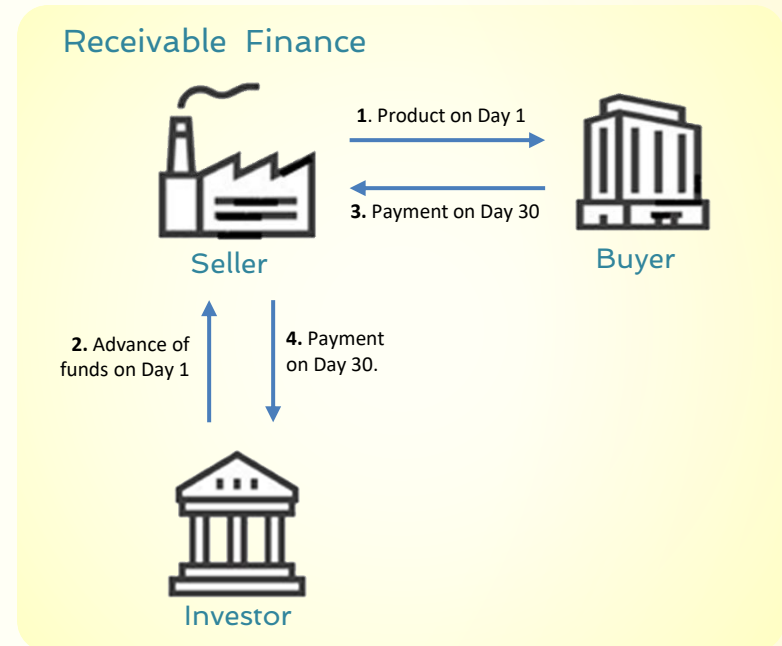 Receivable Finance
1. Product on Day 1
3. Payment on Day 30
Seller
Buyer
2. Advance of
funds on Day 1
4. Payment
on Day 30.
Investor